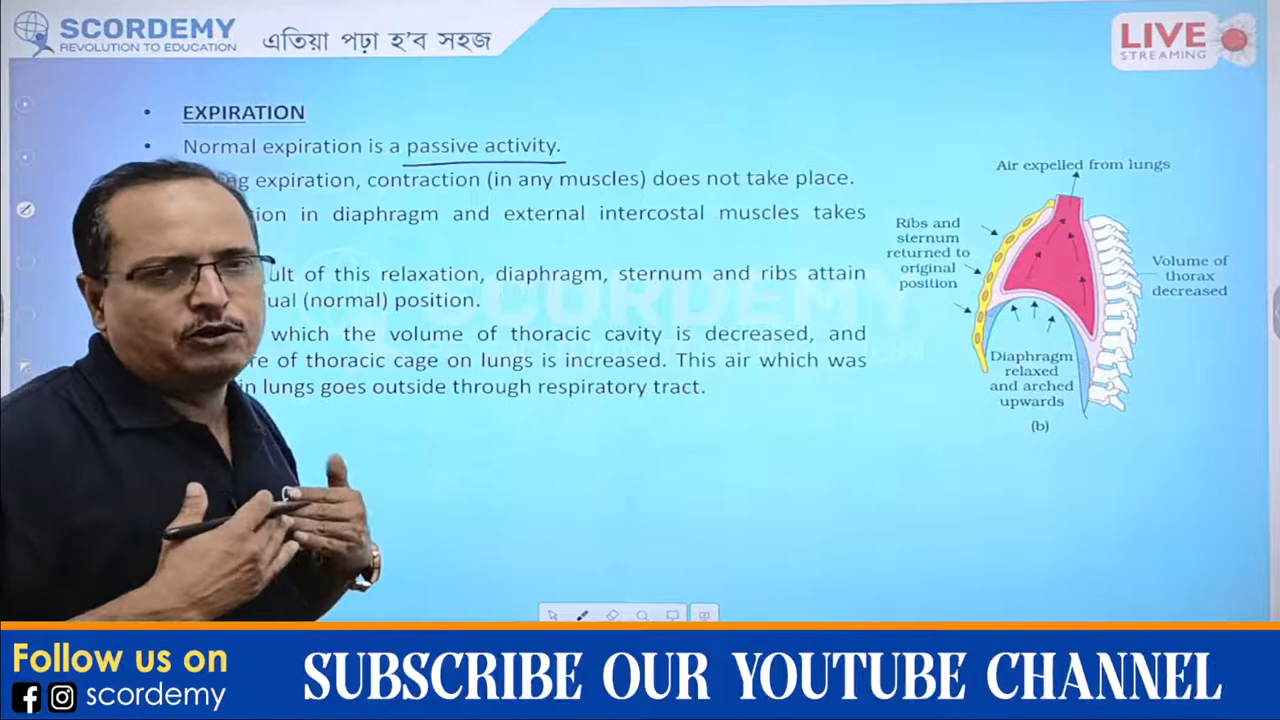 SCORDEMY
REVOLUTION TO EDUCATION
এতিয়া পঢ়া হ'ব সহজ
LIVE
STREAMING
• EXPIRATION
• Normal expiration is a passive activity.
expiration, contraction (in any muscles) does not take place.
in diaphragm and external intercostal muscles takes
of this relaxation, diaphragm, sternum and ribs attain
(normal) position.
which the volume of thoracic cavity is decreased, and
of thoracic cage on lungs is increased. This air which was
in lungs goes outside through respiratory tract.
Air expelled from lungs
Ribs and
sternum
returned to
original
position
Volume of
thorax
decreased
Diaphragm
relaxed
and arched
upwards
(b)
Follow us on
scordemy
SUBSCRIBE OUR YOUTUBE CHANNEL